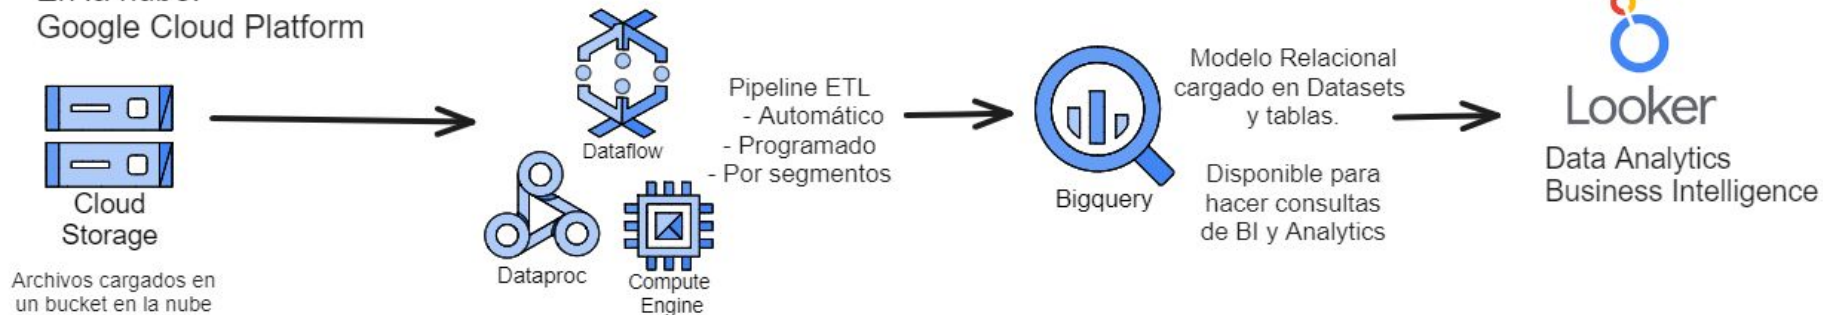 Google Cloud Platform
Cloud
Storage
Archivos cargados en
un bucket en la nube
Dataflow
Dataproc
Compute
Engine
Pipeline ETL
- Automático
- Programado
- Por segmentos
Bigquery
Modelo Relacional
cargado en Datasets
y tablas.
Disponible para
hacer consultas
de BI y Analytics
Looker
Data Analytics
Business Intelligence